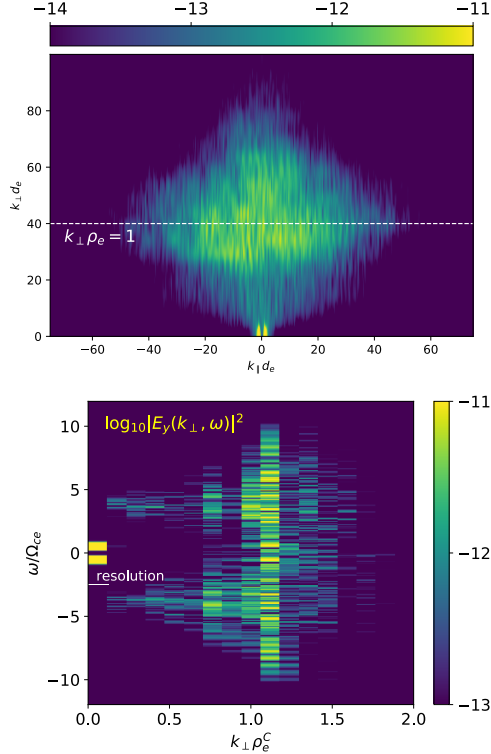 −14 −13 −12 −11
80
60
40
20
0
k⊥de
k⊥ρe = 1
−60 −40 −20 0 20 40 60
k∥de
log10|Ey(k⊥, ω)|²
10
5
0
−5
−10
ω/Ωce
resolution
0.0 0.5 1.0 1.5 2.0
k⊥ρe^C
−11
−12
−13